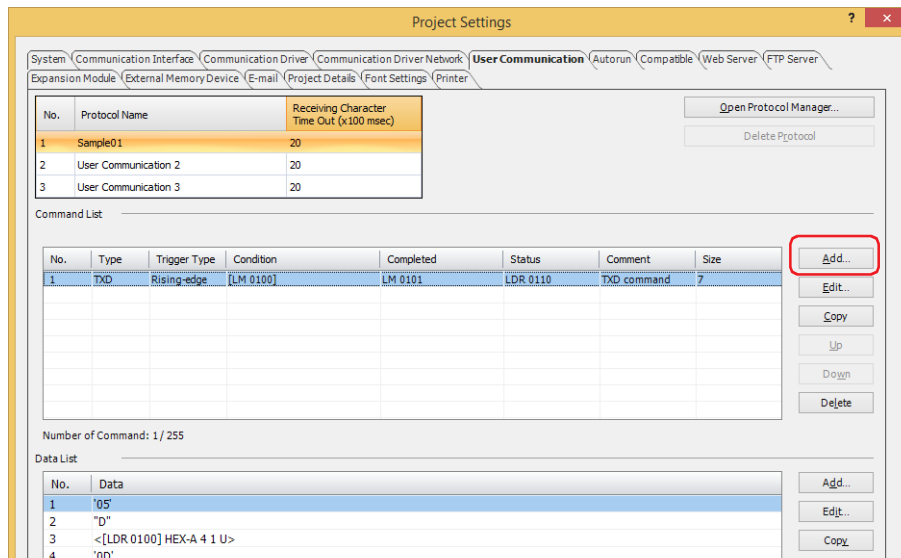 Project Settings
? ×
System Communication Interface Communication Driver Communication Driver Network User Communication Autorun Compatible Web Server FTP Server
Expansion Module External Memory Device E-mail Project Details Font Settings Printer
No. Protocol Name Receiving Character Time Out (x100 msec) Open Protocol Manager...
1 Sample01 20 Delete Protocol
2 User Communication 2 20
3 User Communication 3 20
Command List
No. Type Trigger Type Condition Completed Status Comment Size Add...
1 TXD Rising-edge [LM 0100] LM 0101 LDR 0110 TXD command 7 Edit...
Copy
Up
Down
Delete
Number of Command: 1 / 255
Data List
No. Data Add...
1 '05'
2 "D" Edit...
3 <[LDR 0100] HEX-A 4 1 U> Copy
4 '0D'